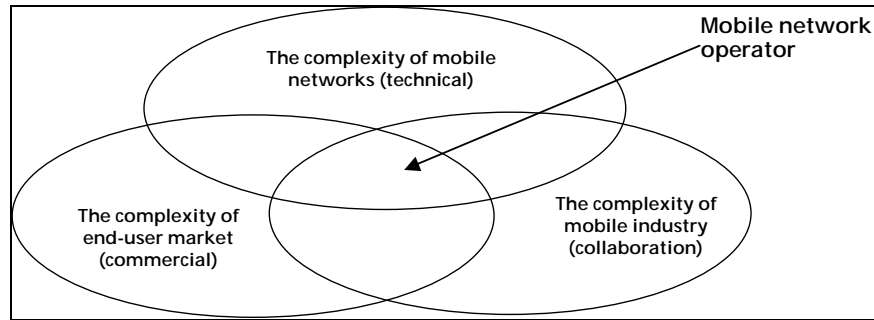 Mobile network
operator
The complexity of mobile
networks (technical)
The complexity of
end-user market
(commercial)
The complexity of
mobile industry
(collaboration)